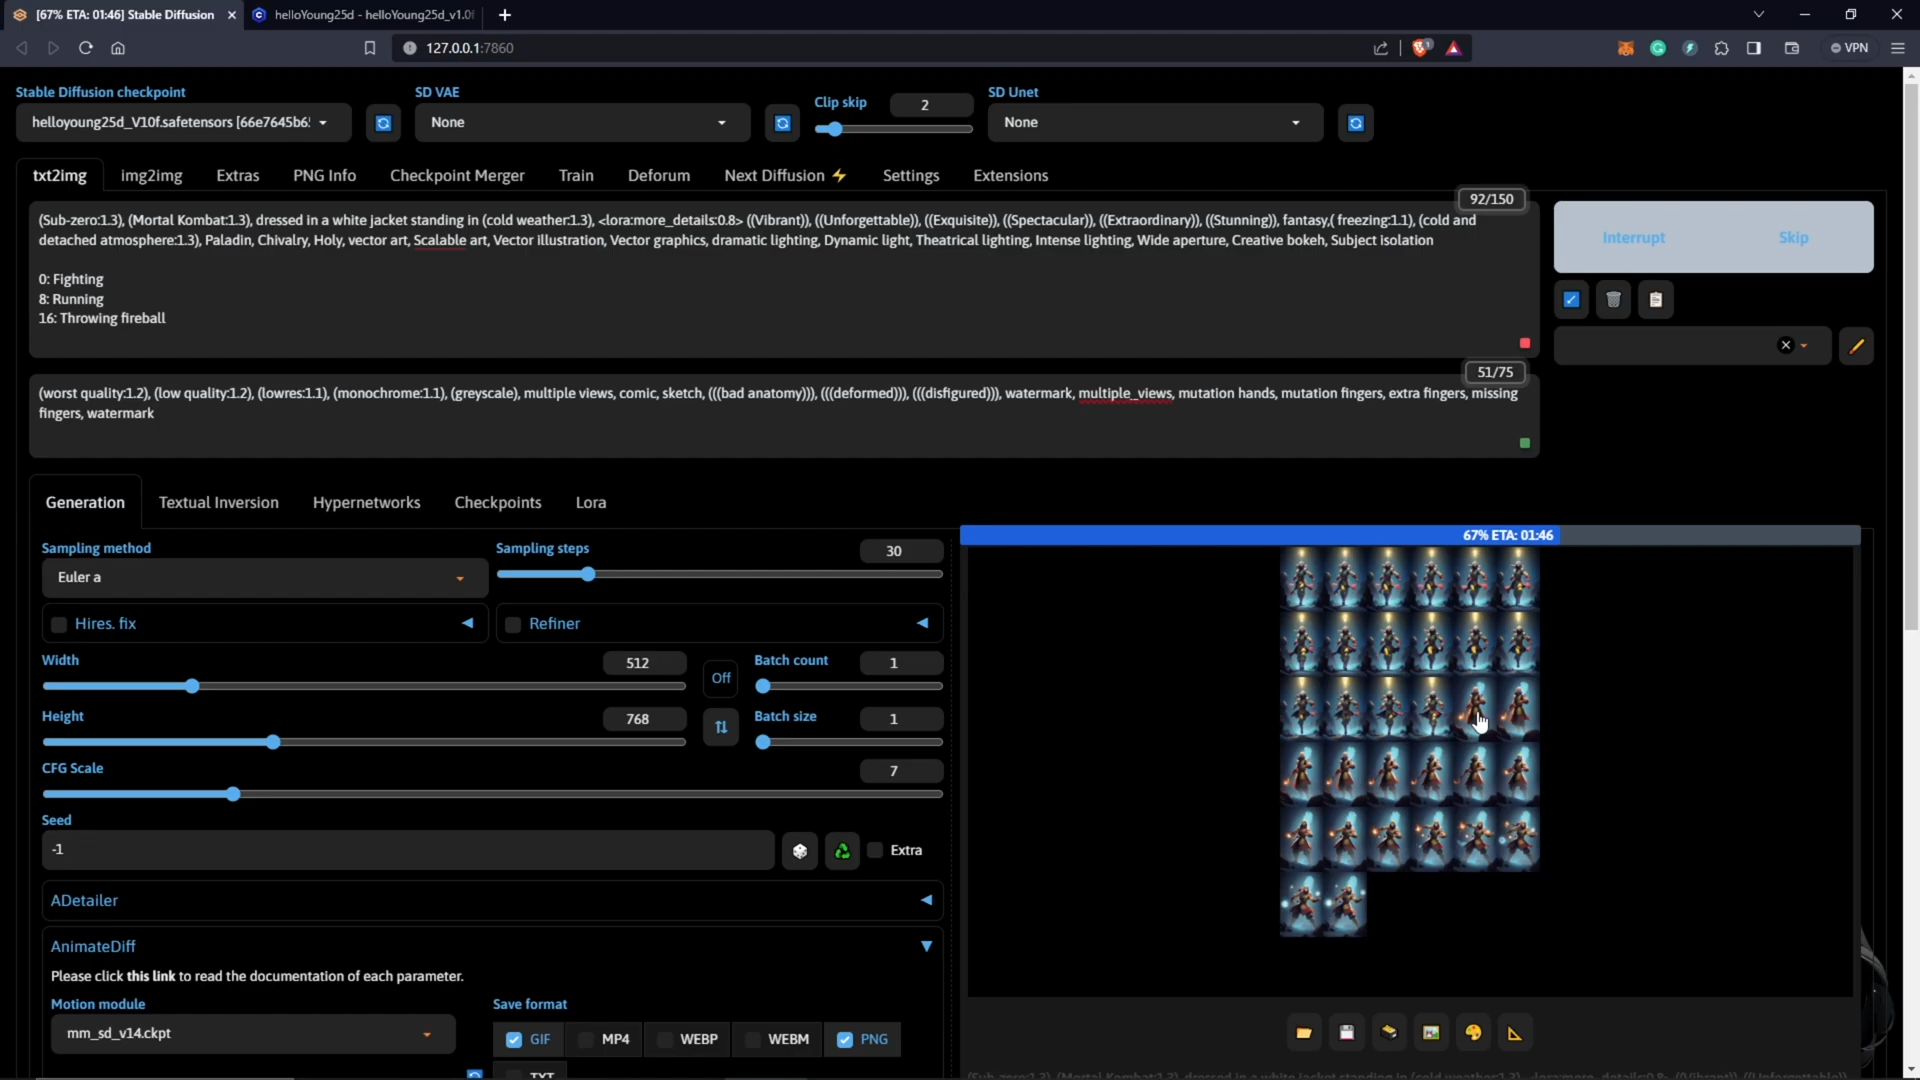 [67% ETA: 01:46] Stable Diffusion
helloYoung25d - helloYoung25d_v1.0f
127.0.0.1:7860
VPN
Stable Diffusion checkpoint
SD VAE
Clip skip
2
SD Unet
helloyoung25d_V10f.safetensors [66e7645b6
None
None
txt2img
img2img
Extras
PNG Info
Checkpoint Merger
Train
Deforum
Next Diffusion ⚡
Settings
Extensions
92/150
(Sub-zero:1.3), (Mortal Kombat:1.3), dressed in a white jacket standing in (cold weather:1.3), <lora:more_details:0.8> ((Vibrant)), ((Unforgettable)), ((Exquisite)), ((Spectacular)), ((Extraordinary)), ((Stunning)), fantasy,( freezing:1.1), (cold and
detached atmosphere:1.3), Paladin, Chivalry, Holy, vector art, Scalable art, Vector illustration, Vector graphics, dramatic lighting, Dynamic light, Theatrical lighting, Intense lighting, Wide aperture, Creative bokeh, Subject isolation
0: Fighting
8: Running
16: Throwing fireball
Interrupt
Skip
51/75
(worst quality:1.2), (low quality:1.2), (lowres:1.1), (monochrome:1.1), (greyscale), multiple views, comic, sketch, (((bad anatomy))), (((deformed))), (((disfigured))), watermark, multiple_views, mutation hands, mutation fingers, extra fingers, missing
fingers, watermark
Generation
Textual Inversion
Hypernetworks
Checkpoints
Lora
67% ETA: 01:46
Sampling method
Sampling steps
30
Euler a
Hires. fix
Refiner
Width
512
Off
Batch count
1
Height
768
Batch size
1
CFG Scale
7
Seed
-1
Extra
ADetailer
AnimateDiff
Please click this link to read the documentation of each parameter.
Motion module
Save format
mm_sd_v14.ckpt
GIF
MP4
WEBP
WEBM
PNG
TXT